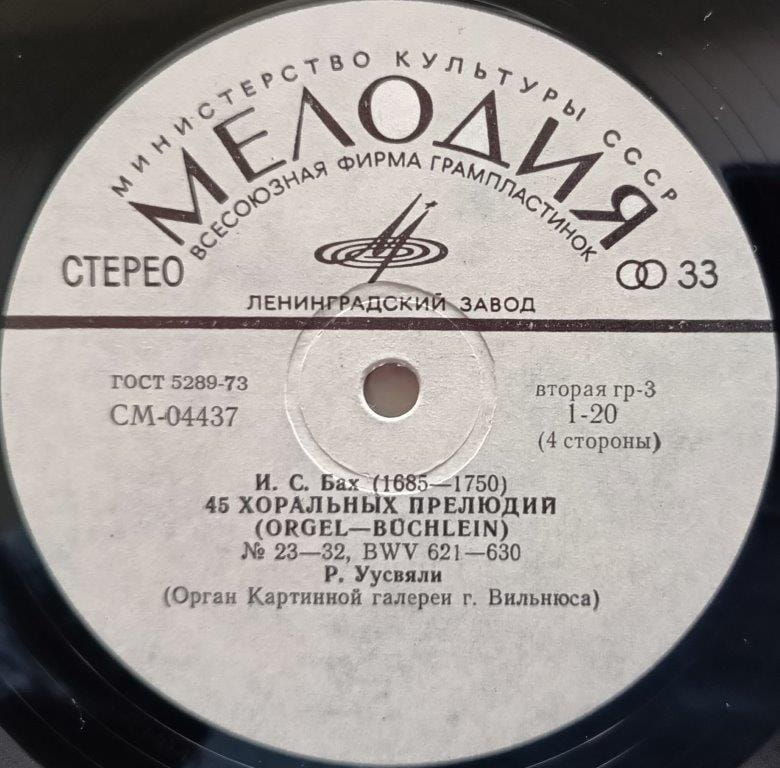 МИНИСТЕРСТВО КУЛЬТУРЫ СССР
МЕЛОДИЯ
ВСЕСОЮЗНАЯ ФИРМА ГРАМПЛАСТИНОК
СТЕРЕО
33
ЛЕНИНГРАДСКИЙ ЗАВОД
ГОСТ 5289-73
СМ-04437
вторая гр-3
1-20
(4 стороны)
И. С. Бах (1685—1750)
45 ХОРАЛЬНЫХ ПРЕЛЮДИЙ
(ORGEL—BÜCHLEIN)
№ 23—32, BWV 621—630
Р. Уусвяли
(Орган Картинной галереи г. Вильнюса)